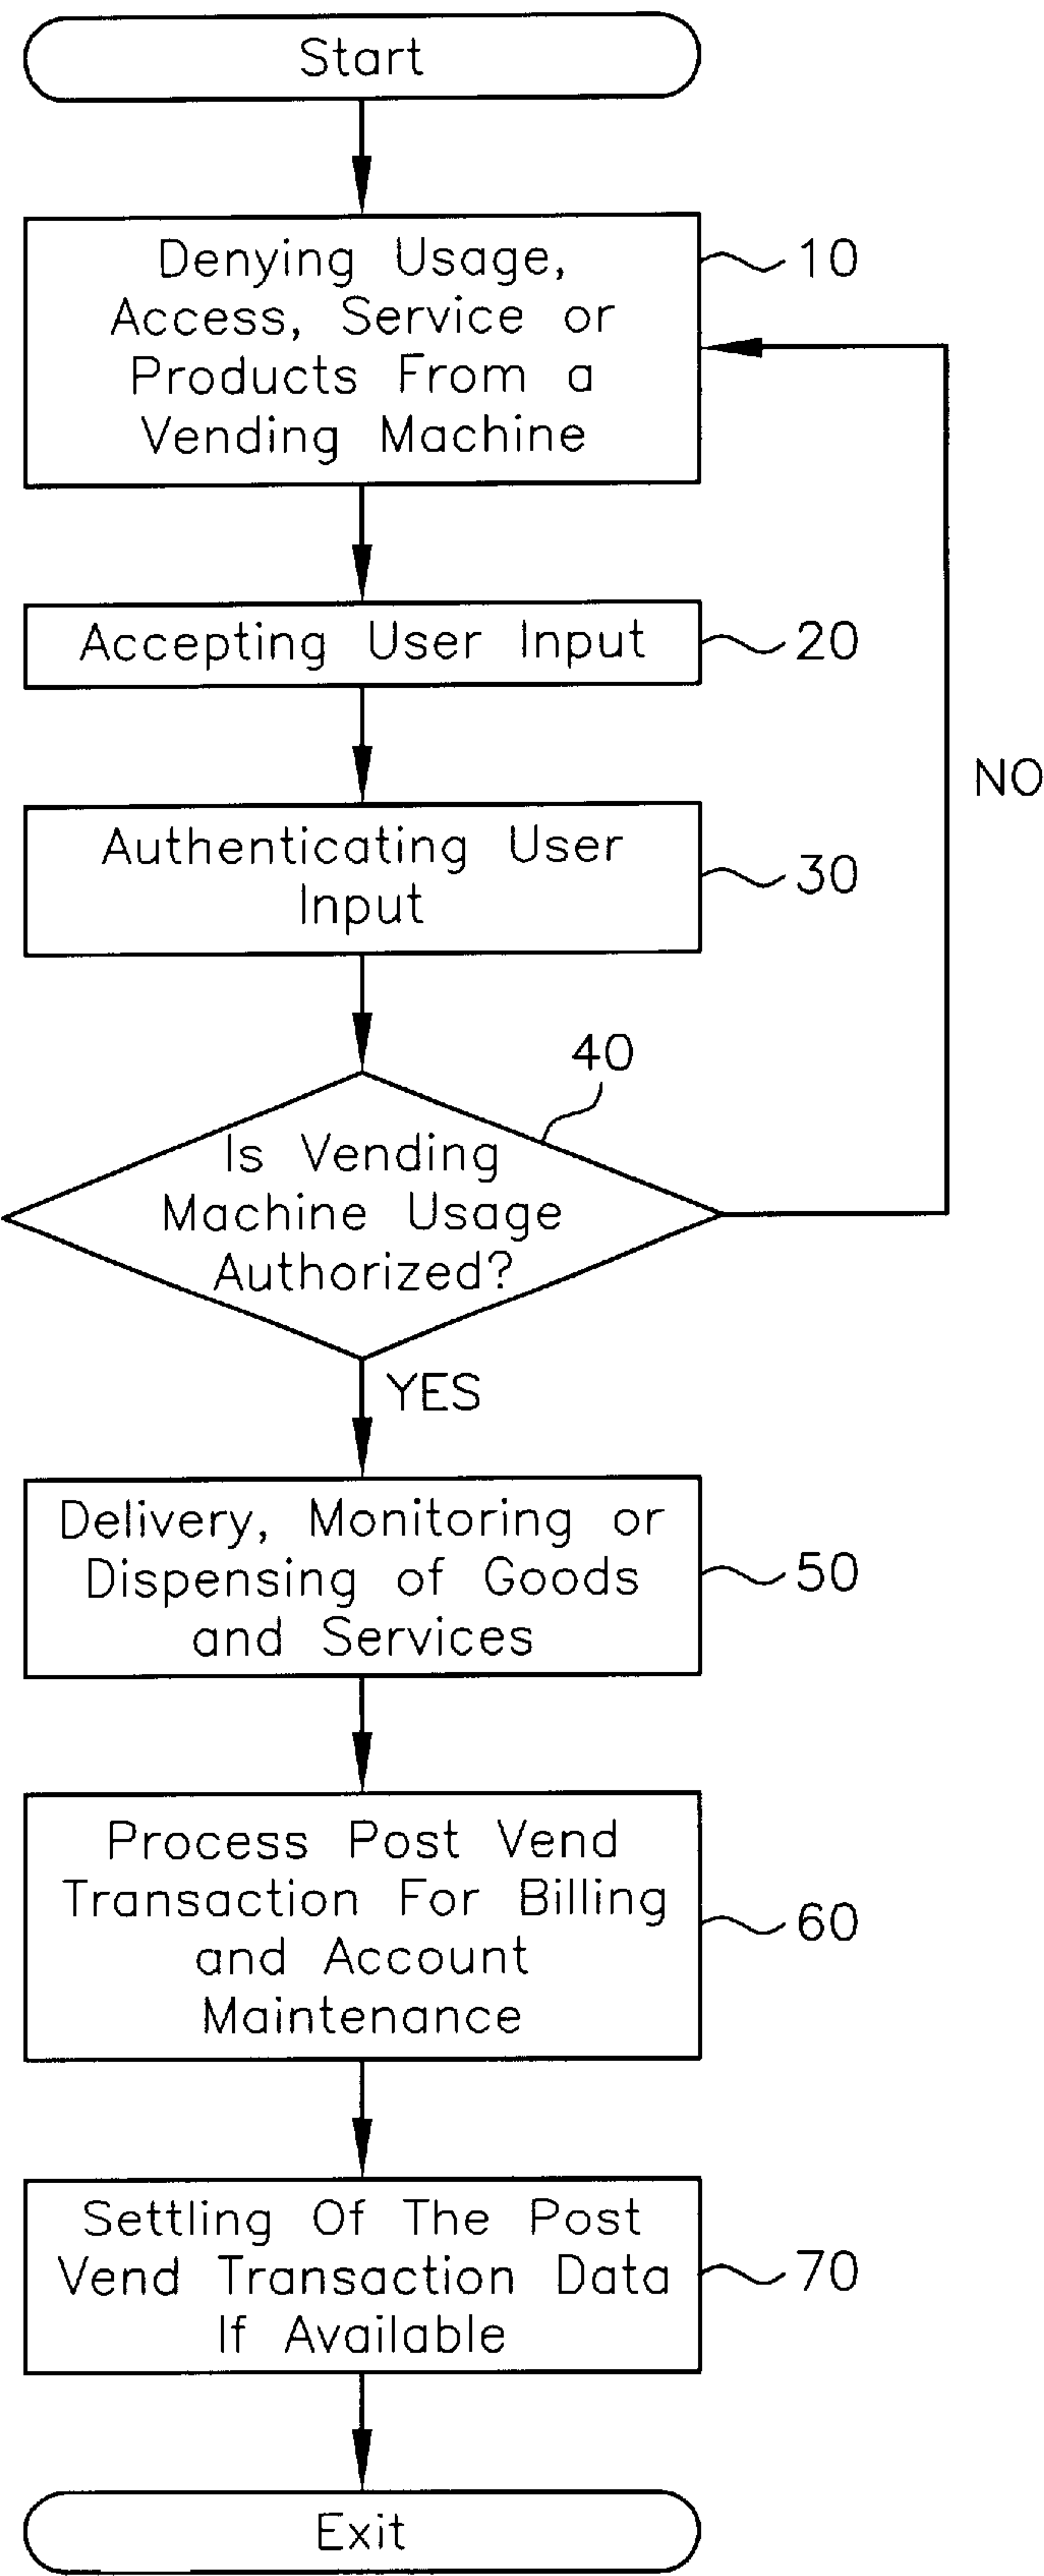 Start
Denying Usage,
Access, Service or
Products From a
Vending Machine
10
Accepting User Input
20
NO
Authenticating User
Input
30
40
Is Vending
Machine Usage
Authorized?
YES
Delivery, Monitoring or
Dispensing of Goods
and Services
50
Process Post Vend
Transaction For Billing
and Account
Maintenance
60
Settling Of The Post
Vend Transaction Data
If Available
70
Exit